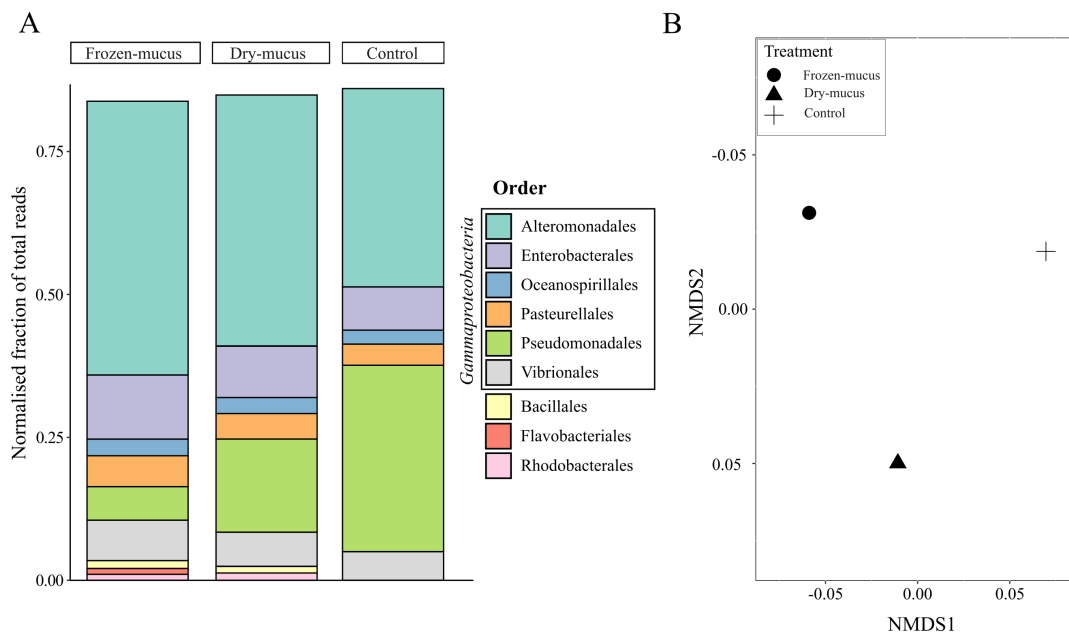 A
Frozen-mucus
Dry-mucus
Control
Normalised fraction of total reads
0.75
0.50
0.25
0.00
Order
Gammaproteobacteria
Alteromonadales
Enterobacterales
Oceanospirillales
Pasteurellales
Pseudomonadales
Vibrionales
Bacillales
Flavobacteriales
Rhodobacterales
B
Treatment
Frozen-mucus
Dry-mucus
Control
NMDS2
-0.05
0.00
0.05
-0.05
0.00
0.05
NMDS1